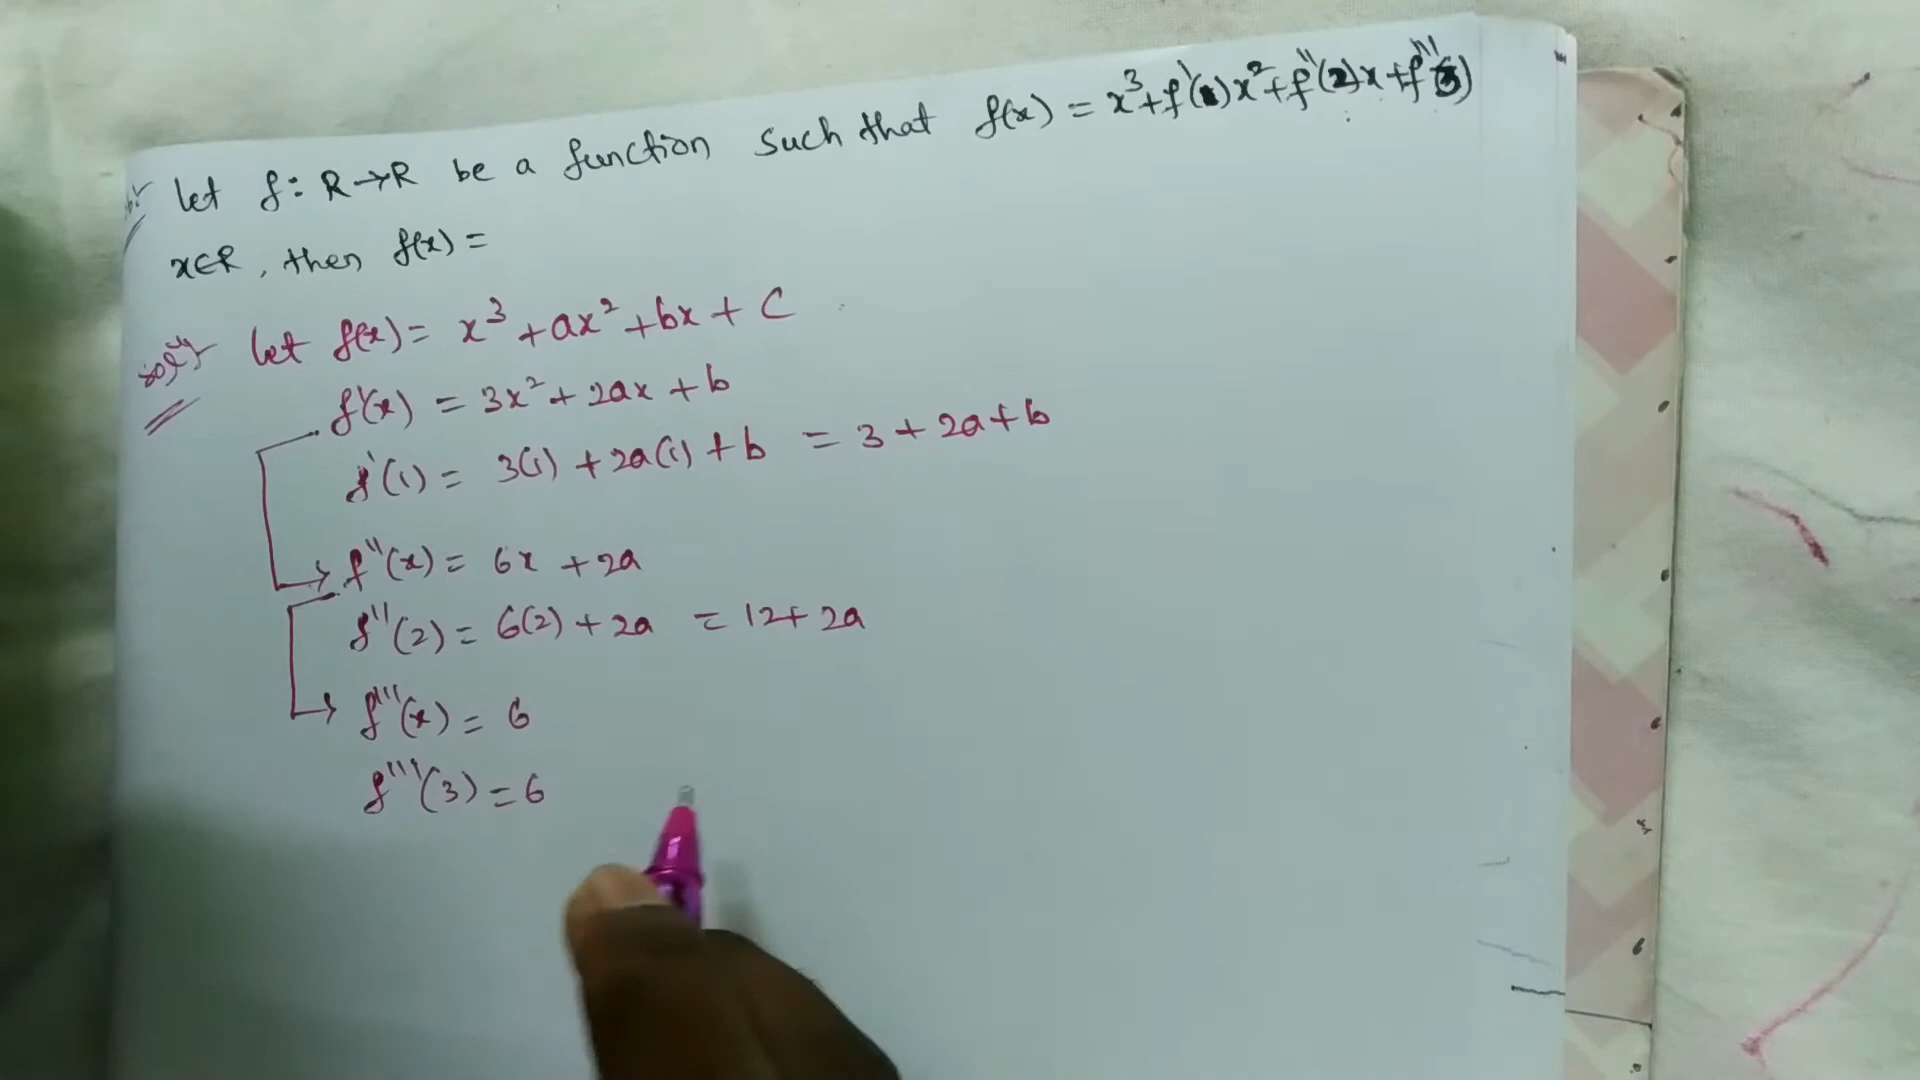 let f: R→R be a function such that f(x) = x³+f'(1)x²+f''(2)x+f'''(3)
x∈R, then f(x) =
let f(x) = x³ + ax² + bx + C
f'(x) = 3x² + 2ax + b
f'(1) = 3(1) + 2a(1) + b = 3 + 2a + b
f''(x) = 6x + 2a
f''(2) = 6(2) + 2a = 12 + 2a
f'''(x) = 6
f'''(3) = 6